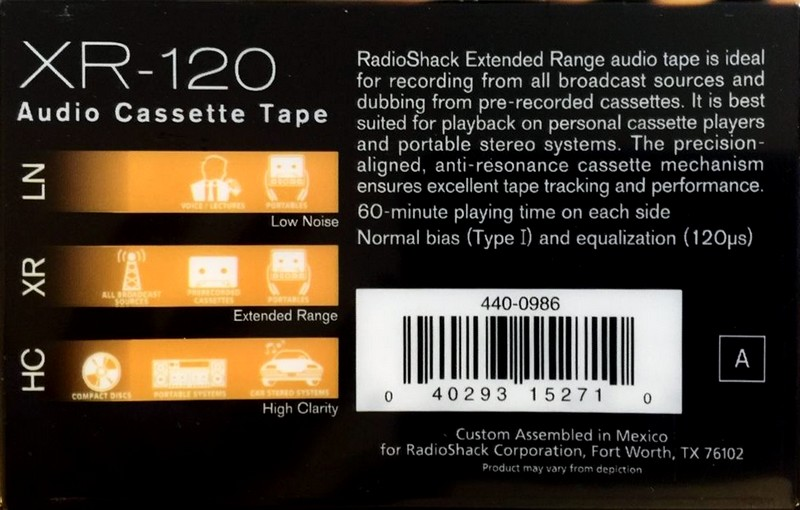 XR-120
Audio Cassette Tape
LN
VOICE / LECTURES
PORTABLES
Low Noise
XR
ALL BROADCAST
SOURCES
PRERECORDED
CASSETTES
PORTABLES
Extended Range
HC
COMPACT DISCS
PORTABLE SYSTEMS
CAR STEREO SYSTEMS
High Clarity
RadioShack Extended Range audio tape is ideal
for recording from all broadcast sources and
dubbing from pre-recorded cassettes. It is best
suited for playback on personal cassette players
and portable stereo systems. The precision-
aligned, anti-resonance cassette mechanism
ensures excellent tape tracking and performance.
60-minute playing time on each side
Normal bias (Type I) and equalization (120µs)
440-0986
0 40293 15271 0
A
Custom Assembled in Mexico
for RadioShack Corporation, Fort Worth, TX 76102
Product may vary from depiction